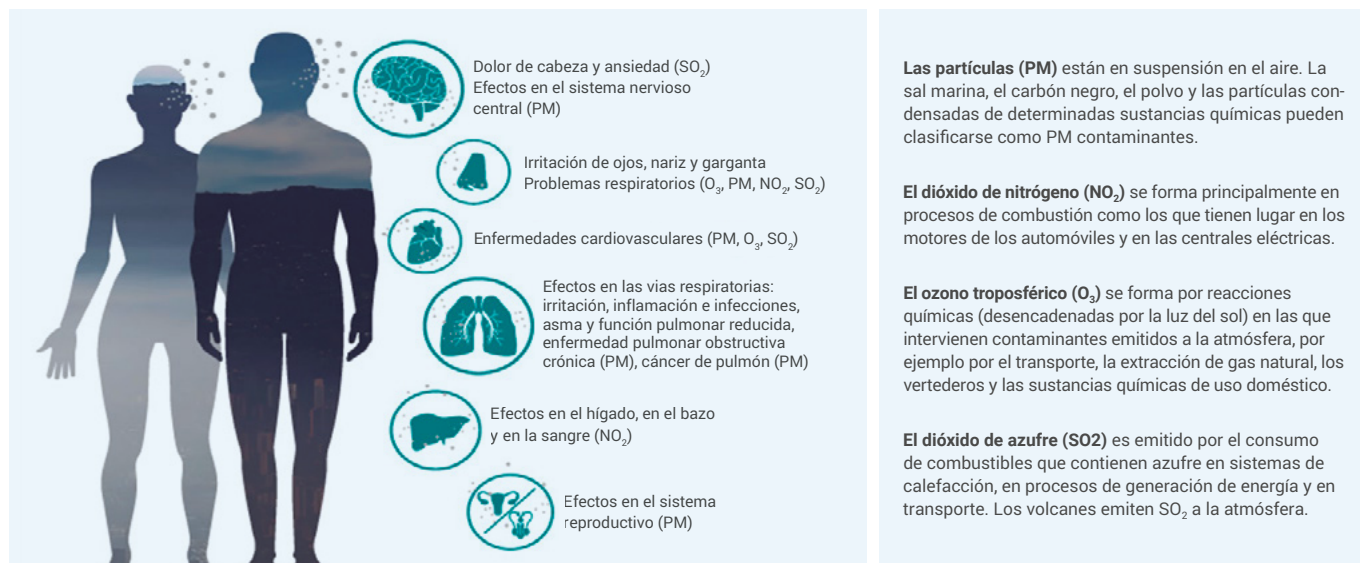 Dolor de cabeza y ansiedad (SO₂)
Efectos en el sistema nervioso
central (PM)
Irritación de ojos, nariz y garganta
Problemas respiratorios (O₃, PM, NO₂, SO₂)
Enfermedades cardiovasculares (PM, O₃, SO₂)
Efectos en las vias respiratorias:
irritación, inflamación e infecciones,
asma y función pulmonar reducida,
enfermedad pulmonar obstructiva
crónica (PM), cáncer de pulmón (PM)
Efectos en el hígado, en el bazo
y en la sangre (NO₂)
Efectos en el sistema
reproductivo (PM)
Las partículas (PM) están en suspensión en el aire. La
sal marina, el carbón negro, el polvo y las partículas con-
densadas de determinadas sustancias químicas pueden
clasificarse como PM contaminantes.
El dióxido de nitrógeno (NO₂) se forma principalmente en
procesos de combustión como los que tienen lugar en los
motores de los automóviles y en las centrales eléctricas.
El ozono troposférico (O₃) se forma por reacciones
químicas (desencadenadas por la luz del sol) en las que
intervienen contaminantes emitidos a la atmósfera, por
ejemplo por el transporte, la extracción de gas natural, los
vertederos y las sustancias químicas de uso doméstico.
El dióxido de azufre (SO2) es emitido por el consumo
de combustibles que contienen azufre en sistemas de
calefacción, en procesos de generación de energía y en
transporte. Los volcanes emiten SO₂ a la atmósfera.